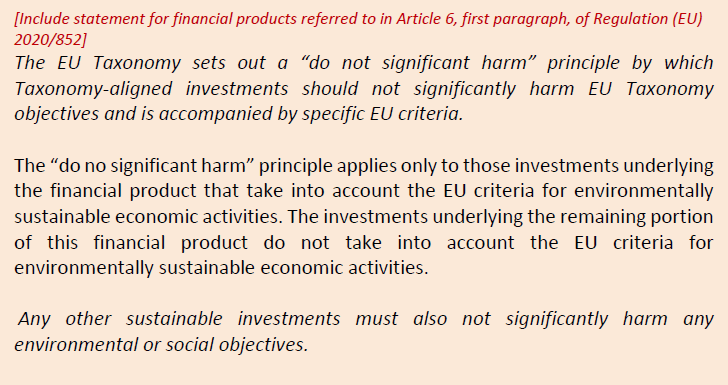 [Include statement for financial products referred to in Article 6, first paragraph, of Regulation (EU)
2020/852]
The EU Taxonomy sets out a “do not significant harm” principle by which
Taxonomy-aligned investments should not significantly harm EU Taxonomy
objectives and is accompanied by specific EU criteria.
The “do no significant harm” principle applies only to those investments underlying
the financial product that take into account the EU criteria for environmentally
sustainable economic activities. The investments underlying the remaining portion
of this financial product do not take into account the EU criteria for
environmentally sustainable economic activities.
Any other sustainable investments must also not significantly harm any
environmental or social objectives.